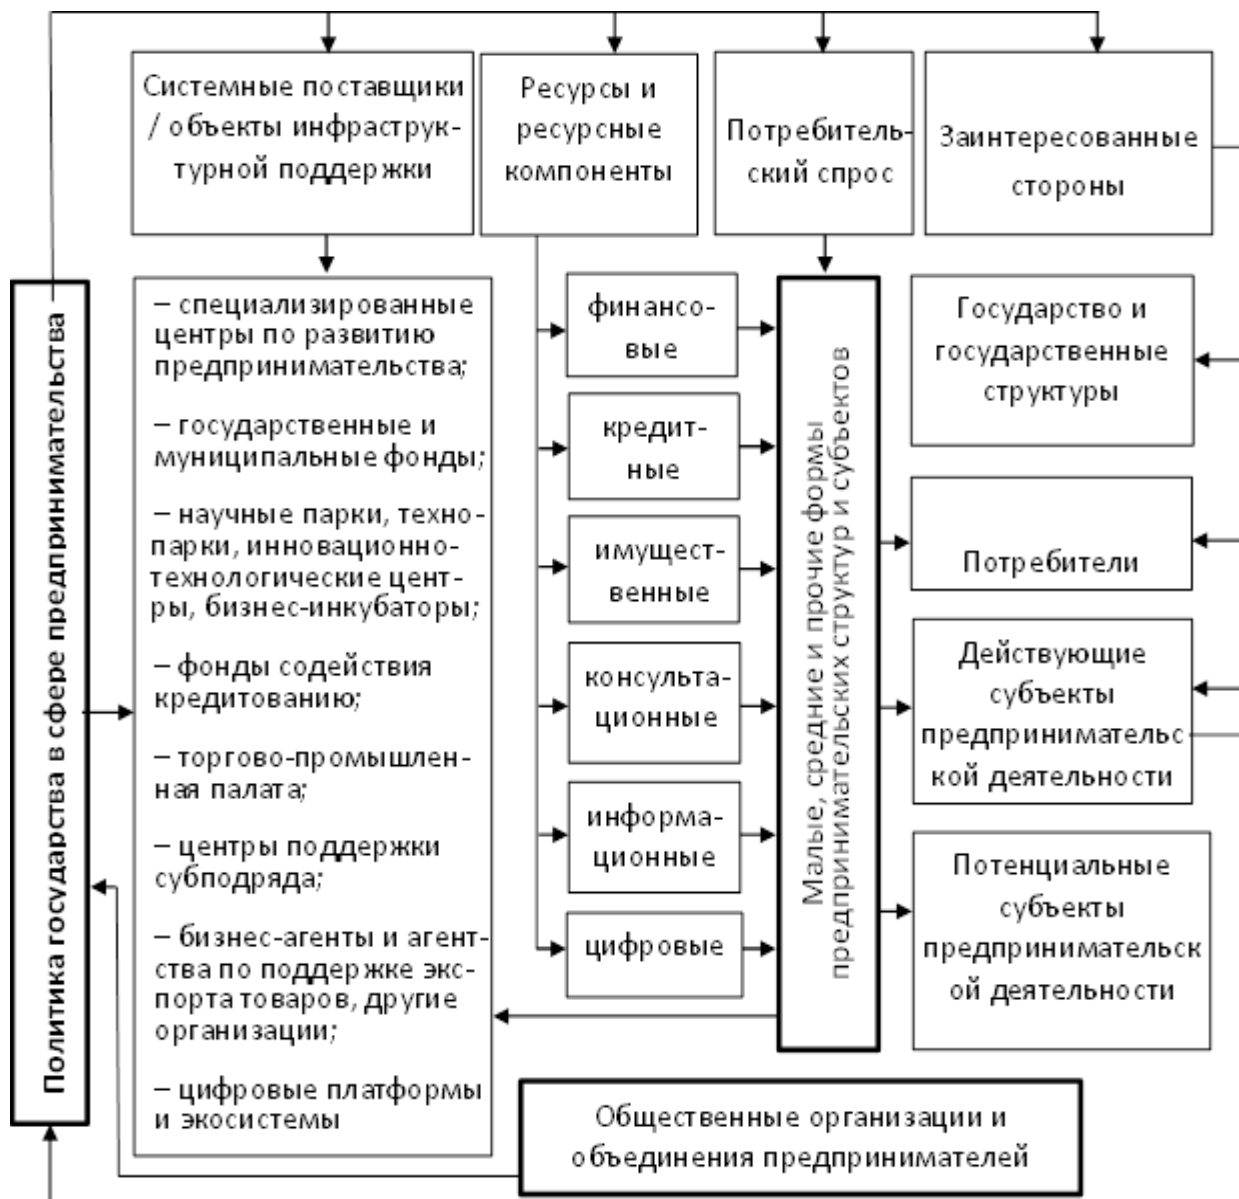 Системные поставщики
/ объекты инфраструк-
турной поддержки
Ресурсы и
ресурсные
компоненты
Потребитель-
ский спрос
Заинтересованные
стороны
Политика государства в сфере предпринимательства
– специализированные
центры по развитию
предпринимательства;
– государственные и
муниципальные фонды;
– научные парки, техно-
парки, инновационно-
технологические цент-
ры, бизнес-инкубаторы;
– фонды содействия
кредитованию;
– торгово-промышлен-
ная палата;
– центры поддержки
субподряда;
– бизнес-агенты и агент-
ства по поддержке экс-
порта товаров, другие
организации;
– цифровые платформы
и экосистемы
финансо-
вые
кредит-
ные
имущест-
венные
консульта-
ционные
информа-
ционные
цифровые
Малые, средние и прочие формы
предпринимательских структур и субъектов
Государство и
государственные
структуры
Потребители
Действующие
субъекты
предпринимательс
кой деятельности
Потенциальные
субъекты
предпринимательск
ой деятельности
Общественные организации и
объединения предпринимателей